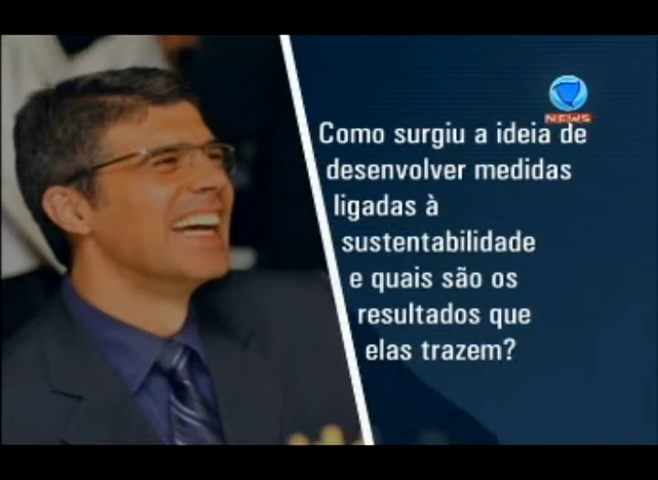 NEWS
Como surgiu a ideia de
desenvolver medidas
ligadas à
sustentabilidade
e quais são os
resultados que
elas trazem?